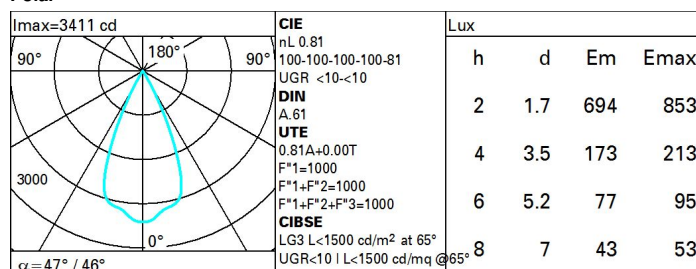 Imax=3411 cd
90°
180°
90°
3000
0°
α=47° / 46°
CIE
nL 0.81
100-100-100-100-81
UGR <10-<10
DIN
A.61
UTE
0.81A+0.00T
F"1=1000
F"1+F"2=1000
F"1+F"2+F"3=1000
CIBSE
LG3 L<1500 cd/m² at 65°
UGR<10 | L<1500 cd/mq @65°
Lux
h d Em Emax
2 1.7 694 853
4 3.5 173 213
6 5.2 77 95
8 7 43 53